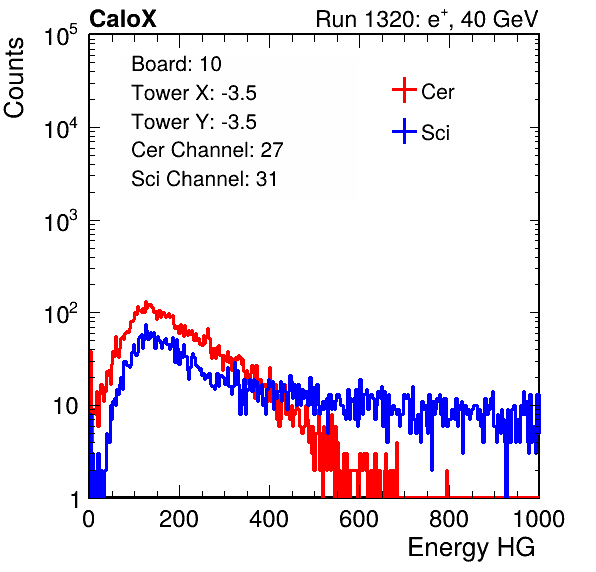 CaloX Run 1320: e⁺, 40 GeV
Counts
10⁵
10⁴
10³
10²
10
1
Board: 10
Tower X: -3.5
Tower Y: -3.5
Cer Channel: 27
Sci Channel: 31
Cer
Sci
0 200 400 600 800 1000
Energy HG